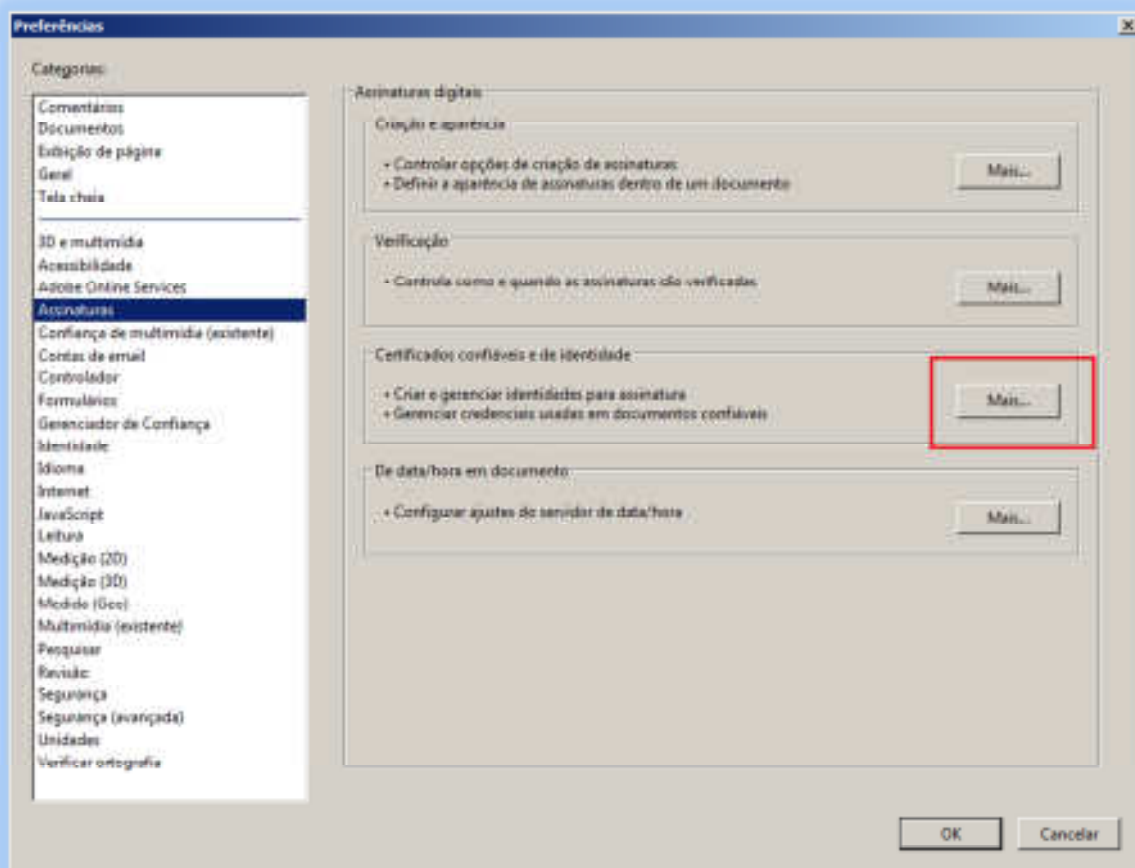 Preferências
Categorias:
Comentários
Documentos
Exibição de página
Geral
Tela cheia
3D e multimídia
Acessibilidade
Adobe Online Services
Assinaturas
Confiança de multimídia (existente)
Contas de email
Controlador
Formulários
Gerenciador de Confiança
Identidade
Idioma
Internet
JavaScript
Leitura
Medição (2D)
Medição (3D)
Medido (Geo)
Multimídia (existente)
Pesquisar
Revisão
Segurança
Segurança (avançada)
Unidades
Verificar ortografia
Assinaturas digitais
Criação e aparência
• Controlar opções de criação de assinaturas
• Definir a aparência de assinaturas dentro de um documento
Mais...
Verificação
• Controla como e quando as assinaturas são verificadas
Mais...
Certificados confiáveis e de identidade
• Criar e gerenciar identidades para assinatura
• Gerenciar credenciais usadas em documentos confiáveis
Mais...
De data/hora em documento
• Configurar ajustes do servidor de data/hora
Mais...
OK
Cancelar